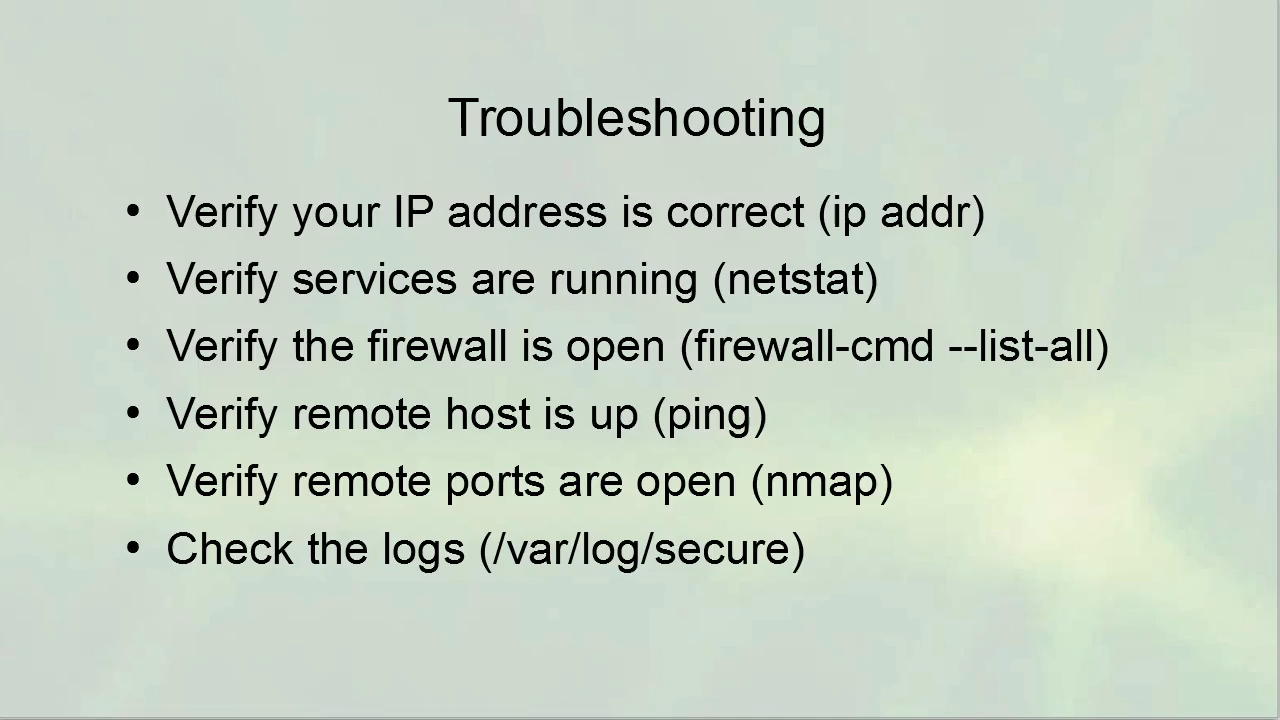 Troubleshooting
• Verify your IP address is correct (ip addr)
• Verify services are running (netstat)
• Verify the firewall is open (firewall-cmd --list-all)
• Verify remote host is up (ping)
• Verify remote ports are open (nmap)
• Check the logs (/var/log/secure)